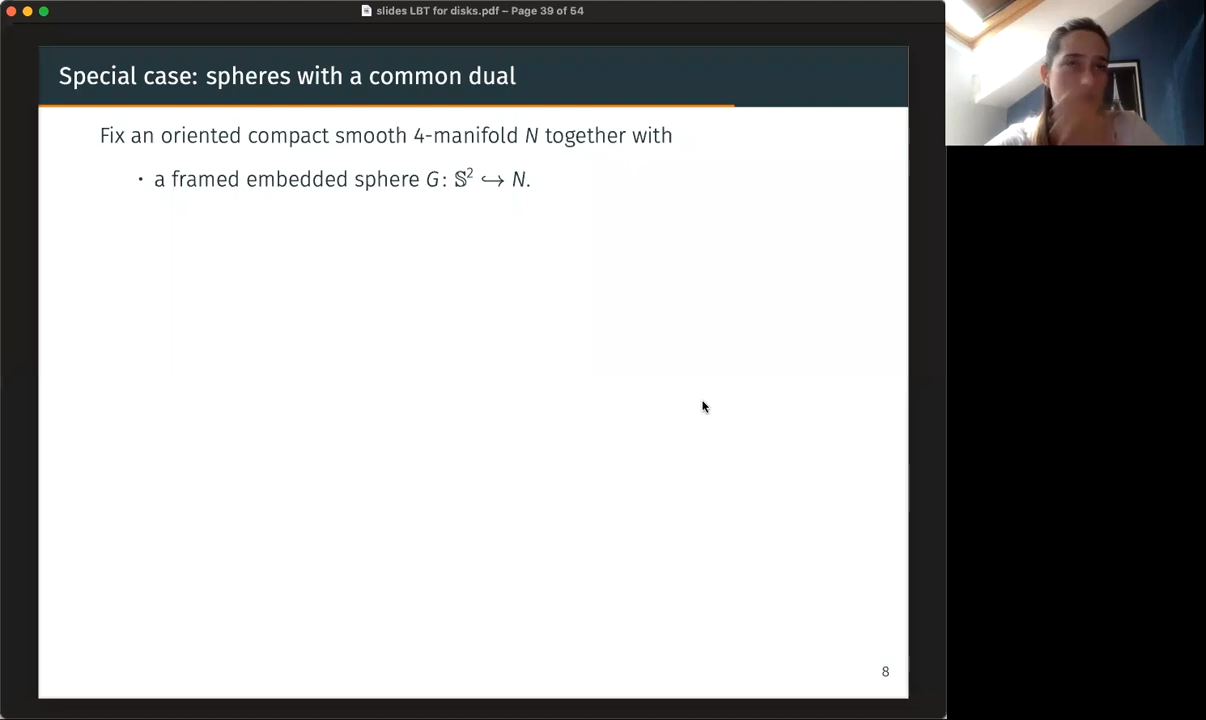 slides LBT for disks.pdf – Page 39 of 54
Special case: spheres with a common dual
Fix an oriented compact smooth 4-manifold N together with
• a framed embedded sphere G: 𝕊² ↪ N.
8